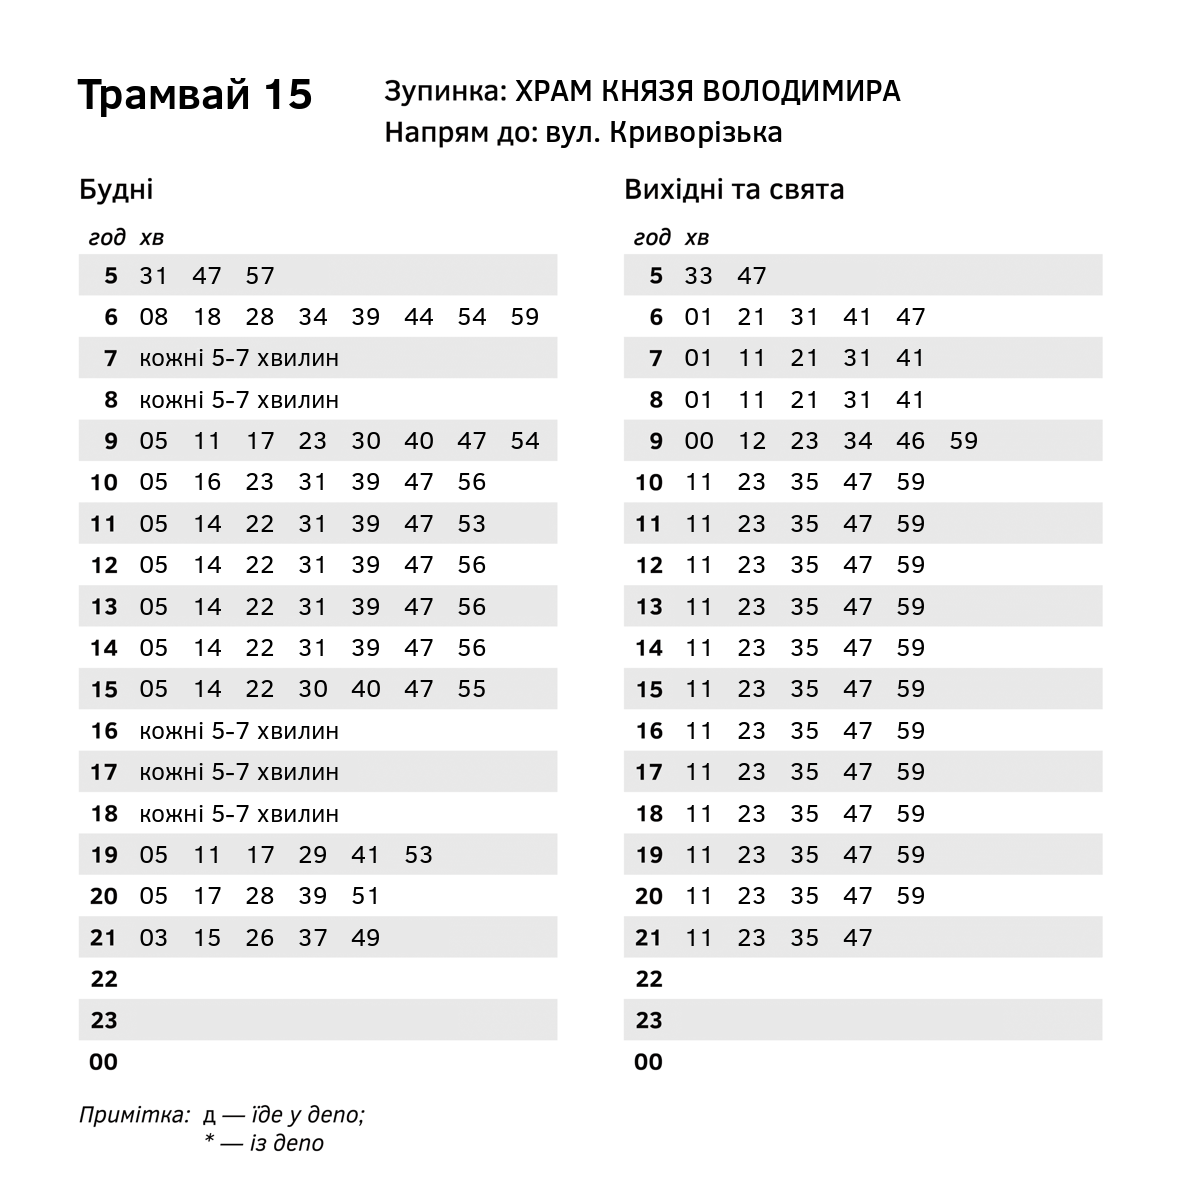 Трамвай 15
Зупинка: ХРАМ КНЯЗЯ ВОЛОДИМИРА
Напрям до: вул. Криворізька
Будні
год хв
5 31 47 57
6 08 18 28 34 39 44 54 59
7 кожні 5-7 хвилин
8 кожні 5-7 хвилин
9 05 11 17 23 30 40 47 54
10 05 16 23 31 39 47 56
11 05 14 22 31 39 47 53
12 05 14 22 31 39 47 56
13 05 14 22 31 39 47 56
14 05 14 22 31 39 47 56
15 05 14 22 30 40 47 55
16 кожні 5-7 хвилин
17 кожні 5-7 хвилин
18 кожні 5-7 хвилин
19 05 11 17 29 41 53
20 05 17 28 39 51
21 03 15 26 37 49
22
23
00
Вихідні та свята
год хв
5 33 47
6 01 21 31 41 47
7 01 11 21 31 41
8 01 11 21 31 41
9 00 12 23 34 46 59
10 11 23 35 47 59
11 11 23 35 47 59
12 11 23 35 47 59
13 11 23 35 47 59
14 11 23 35 47 59
15 11 23 35 47 59
16 11 23 35 47 59
17 11 23 35 47 59
18 11 23 35 47 59
19 11 23 35 47 59
20 11 23 35 47 59
21 11 23 35 47
22
23
00
Примітка: д — їде у депо;
* — із депо